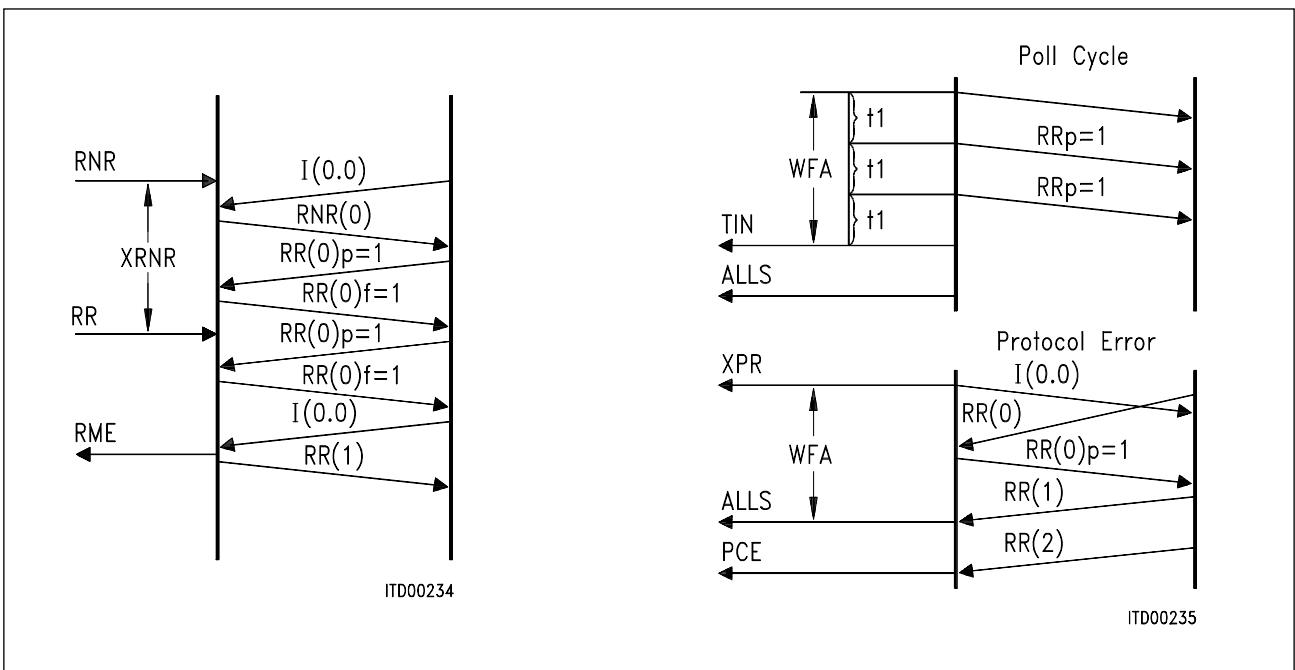 RNR
XRNR
RR
RME
I(0.0)
RNR(0)
RR(0)p=1
RR(0)f=1
RR(0)p=1
RR(0)f=1
I(0.0)
RR(1)
ITD00234
Poll Cycle
t1
RRp=1
WFA
t1
RRp=1
t1
TIN
ALLS
Protocol Error
XPR
I(0.0)
RR(0)
WFA
RR(0)p=1
RR(1)
ALLS
RR(2)
PCE
ITD00235